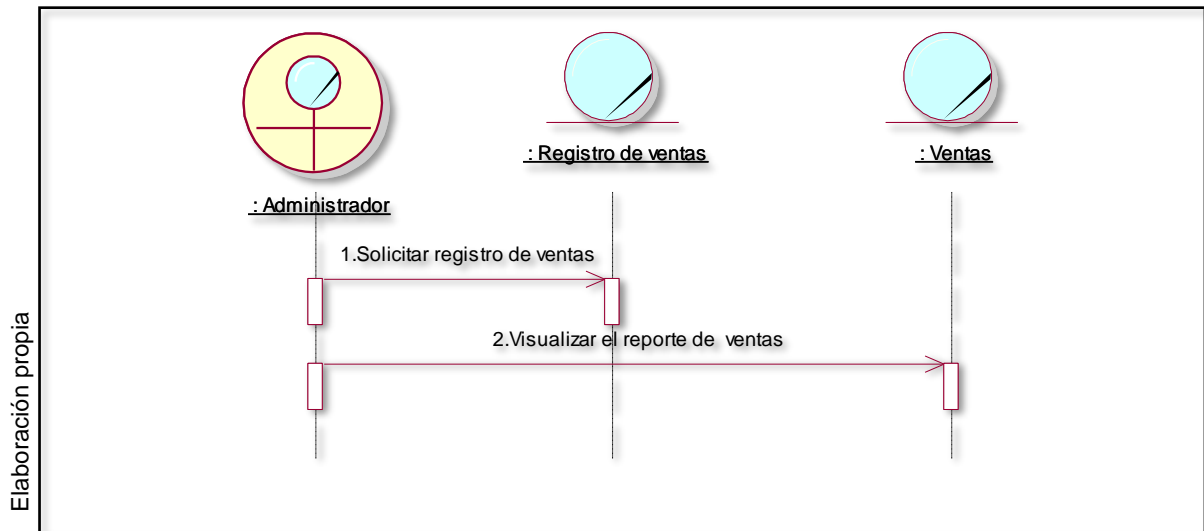 : Registro de ventas
: Ventas
: Administrador
1.Solicitar registro de ventas
2.Visualizar el reporte de ventas
Elaboración propia